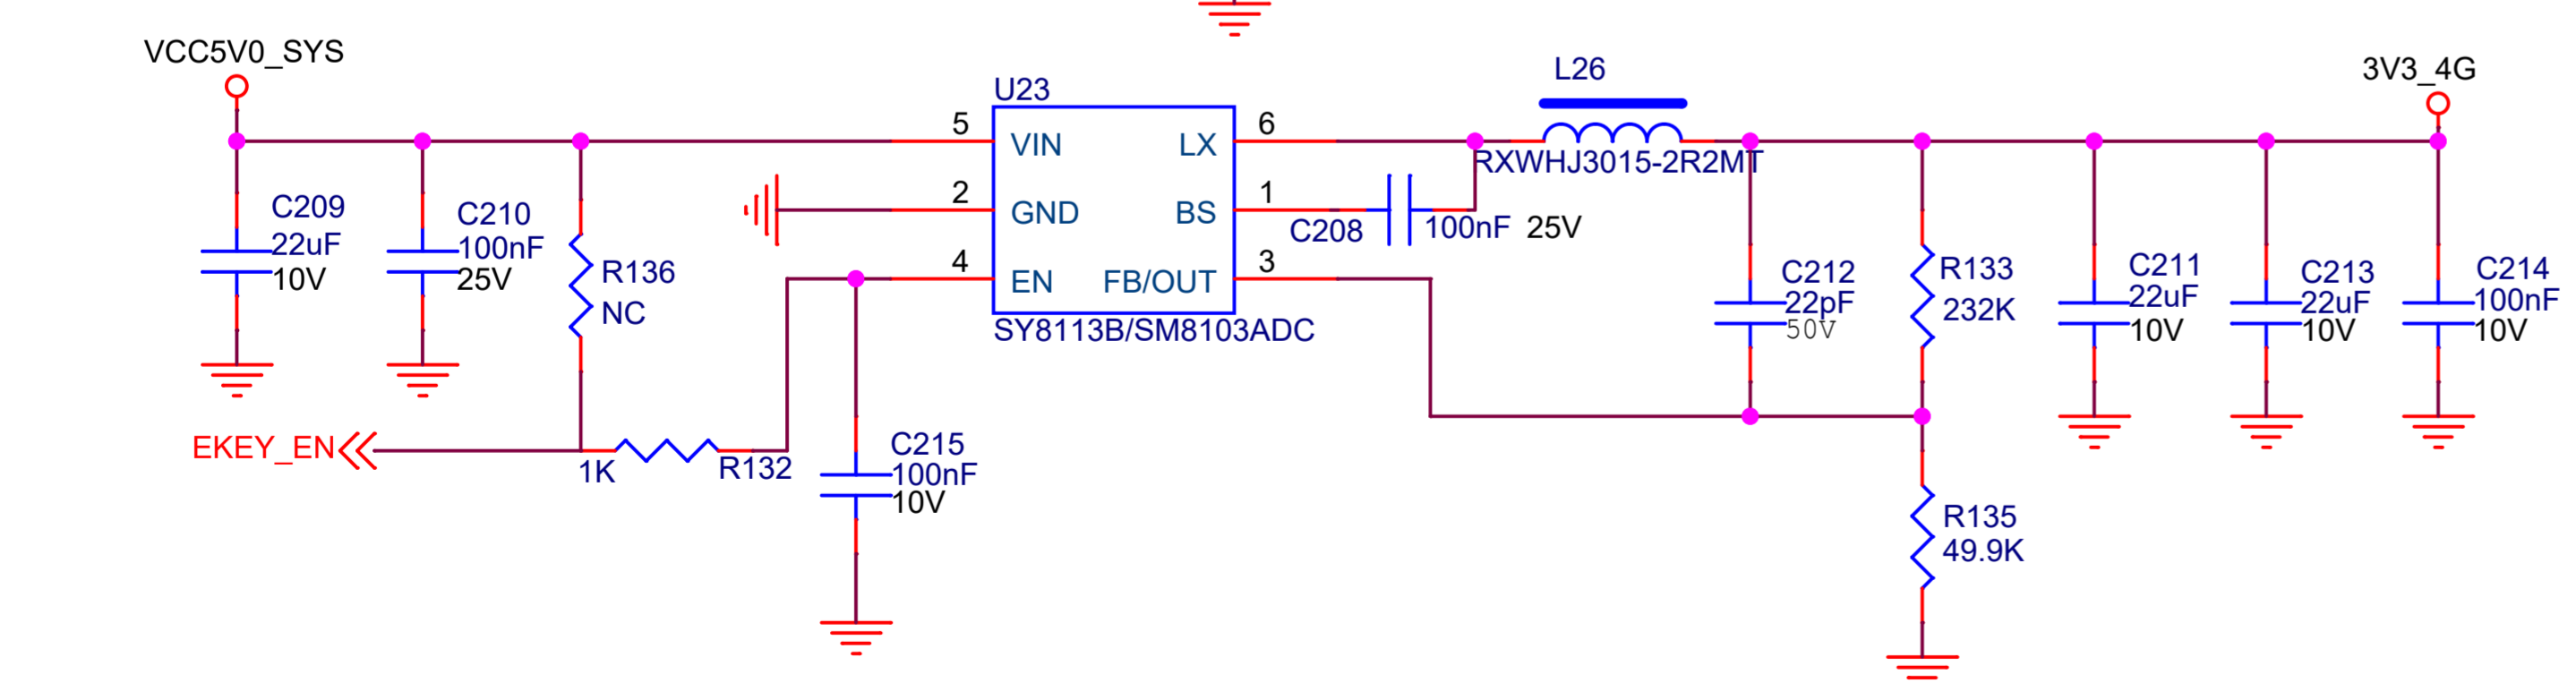 VCC5V0_SYS
U23
L26
3V3_4G
5
VIN
LX
6
RXWHJ3015-2R2MT
2
GND
BS
1
C208
100nF 25V
4
EN
FB/OUT
3
SY8113B/SM8103ADC
C209
22uF
10V
C210
100nF
25V
R136
NC
C212
22pF
50V
R133
232K
C211
22uF
10V
C213
22uF
10V
C214
100nF
10V
EKEY_EN
1K
R132
C215
100nF
10V
R135
49.9K